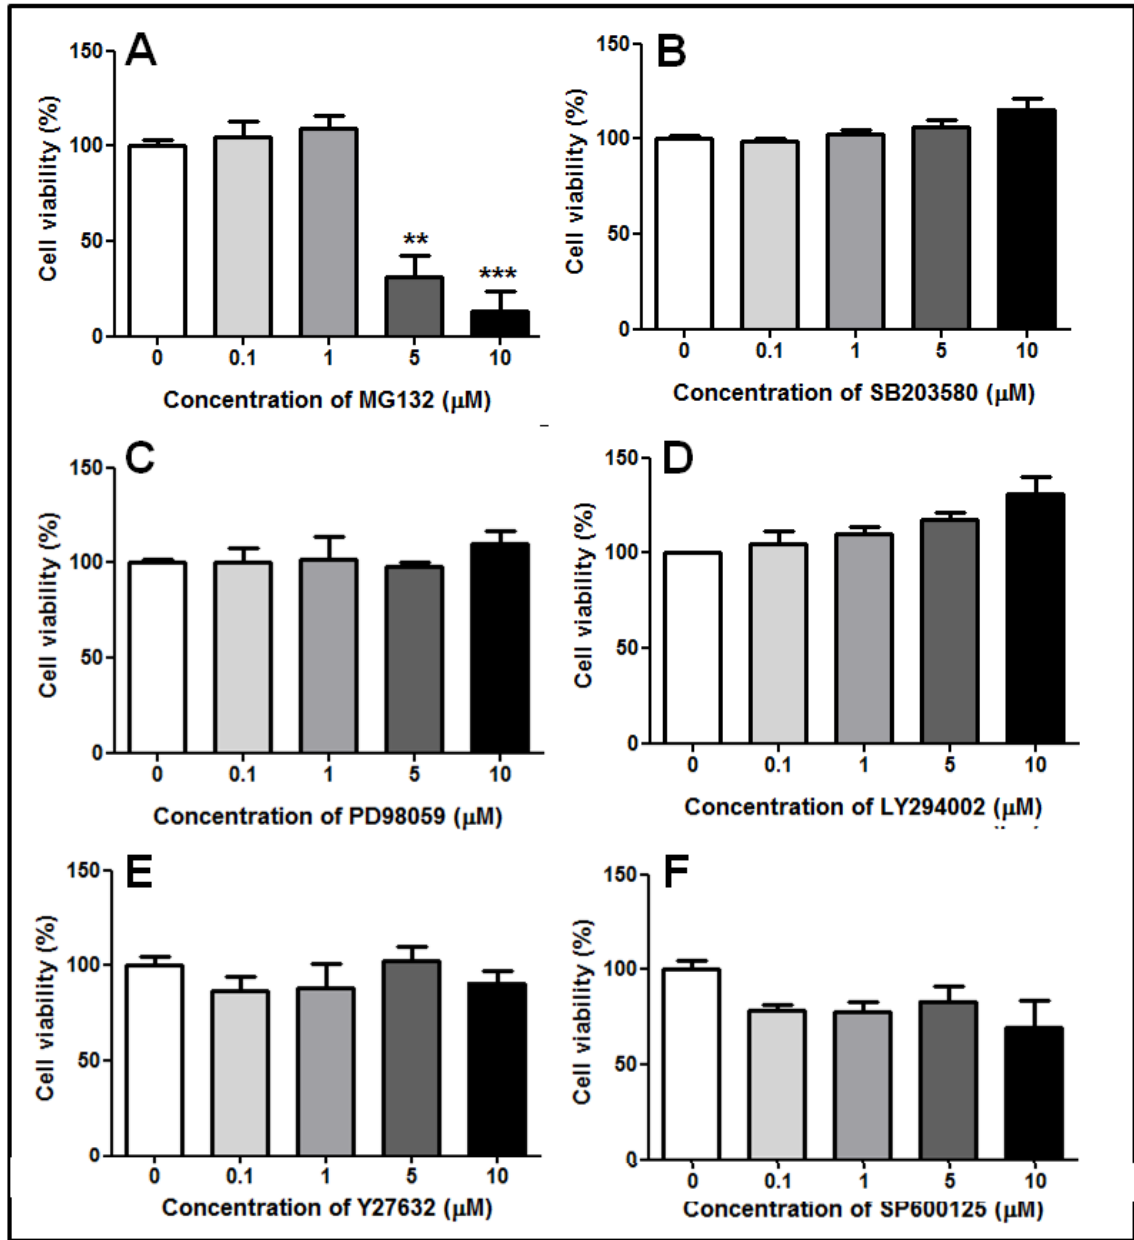 A
150
100
50
0
Cell viability (%)
**
***
0 0.1 1 5 10
Concentration of MG132 (μM)
B
150
100
50
0
Cell viability (%)
0 0.1 1 5 10
Concentration of SB203580 (μM)
C
150
100
50
0
Cell viability (%)
0 0.1 1 5 10
Concentration of PD98059 (μM)
D
150
100
50
0
Cell viability (%)
0 0.1 1 5 10
Concentration of LY294002 (μM)
E
150
100
50
0
Cell viability (%)
0 0.1 1 5 10
Concentration of Y27632 (μM)
F
150
100
50
0
Cell viability (%)
0 0.1 1 5 10
Concentration of SP600125 (μM)